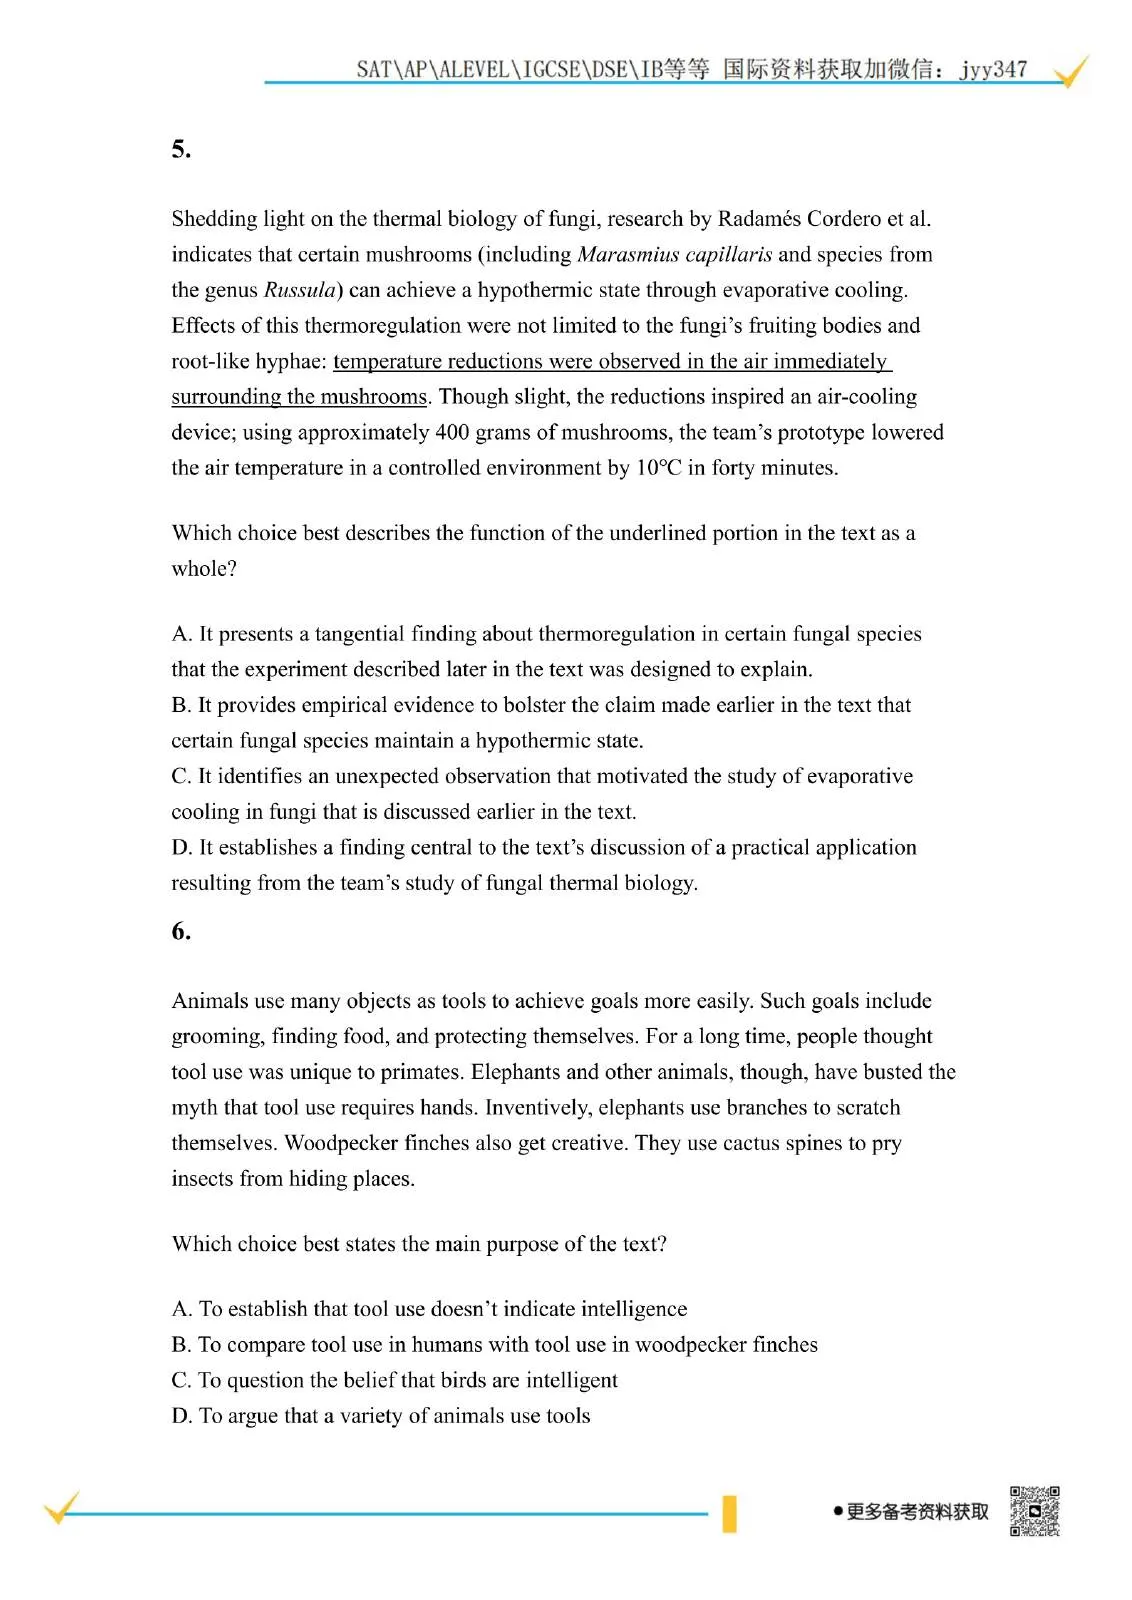 SAT\AP\ALEVEL\IGCSE\DSE\IB等等 国际资料获取加微信：jyy347
5.
Shedding light on the thermal biology of fungi, research by Radamés Cordero et al.
indicates that certain mushrooms (including Marasmius capillaris and species from
the genus Russula) can achieve a hypothermic state through evaporative cooling.
Effects of this thermoregulation were not limited to the fungi’s fruiting bodies and
root-like hyphae: temperature reductions were observed in the air immediately
surrounding the mushrooms. Though slight, the reductions inspired an air-cooling
device; using approximately 400 grams of mushrooms, the team’s prototype lowered
the air temperature in a controlled environment by 10℃ in forty minutes.
Which choice best describes the function of the underlined portion in the text as a
whole?
A. It presents a tangential finding about thermoregulation in certain fungal species
that the experiment described later in the text was designed to explain.
B. It provides empirical evidence to bolster the claim made earlier in the text that
certain fungal species maintain a hypothermic state.
C. It identifies an unexpected observation that motivated the study of evaporative
cooling in fungi that is discussed earlier in the text.
D. It establishes a finding central to the text’s discussion of a practical application
resulting from the team’s study of fungal thermal biology.
6.
Animals use many objects as tools to achieve goals more easily. Such goals include
grooming, finding food, and protecting themselves. For a long time, people thought
tool use was unique to primates. Elephants and other animals, though, have busted the
myth that tool use requires hands. Inventively, elephants use branches to scratch
themselves. Woodpecker finches also get creative. They use cactus spines to pry
insects from hiding places.
Which choice best states the main purpose of the text?
A. To establish that tool use doesn’t indicate intelligence
B. To compare tool use in humans with tool use in woodpecker finches
C. To question the belief that birds are intelligent
D. To argue that a variety of animals use tools
●更多备考资料获取